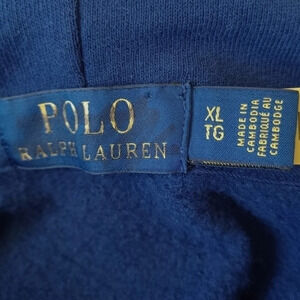 POLO
RALPH LAUREN
XL
TG
MADE IN
CAMBODIA
FABRIQUÉ AU
CAMBODGE